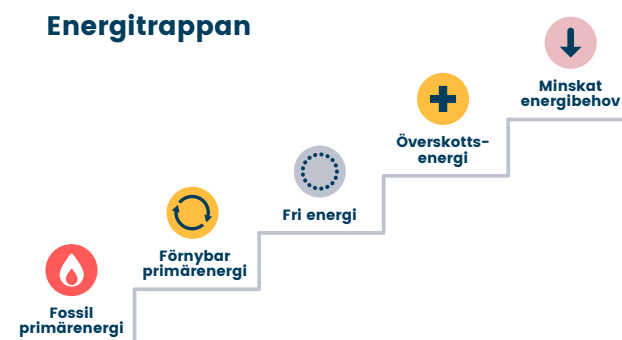 Energitrappan
Minskat
energibehov
Överskotts-
energi
Fri energi
Förnybar
primärenergi
Fossil
primärenergi